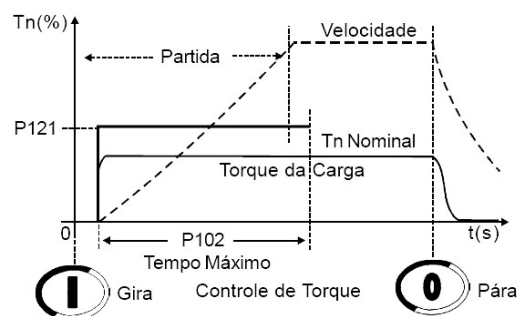 Tn(%)
Velocidade
Partida
P121
Tn Nominal
Torque da Carga
0
t(s)
P102
Tempo Máximo
I Gira
Controle de Torque
0 Pára